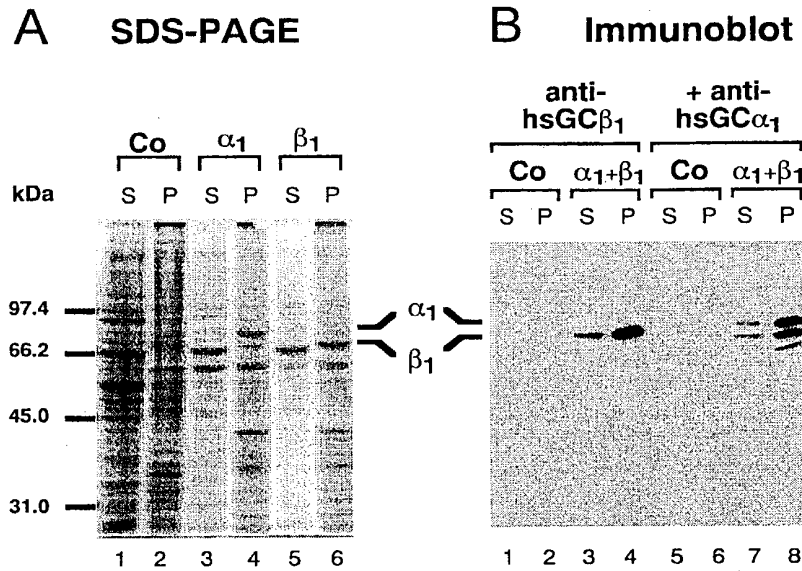 A SDS-PAGE
Co α1 β1
kDa S P S P S P
97.4
66.2
45.0
31.0
1 2 3 4 5 6
α1
β1
B Immunoblot
anti- + anti-
hsGCβ1 hsGCα1
Co α1+β1 Co α1+β1
S P S P S P S P
1 2 3 4 5 6 7 8